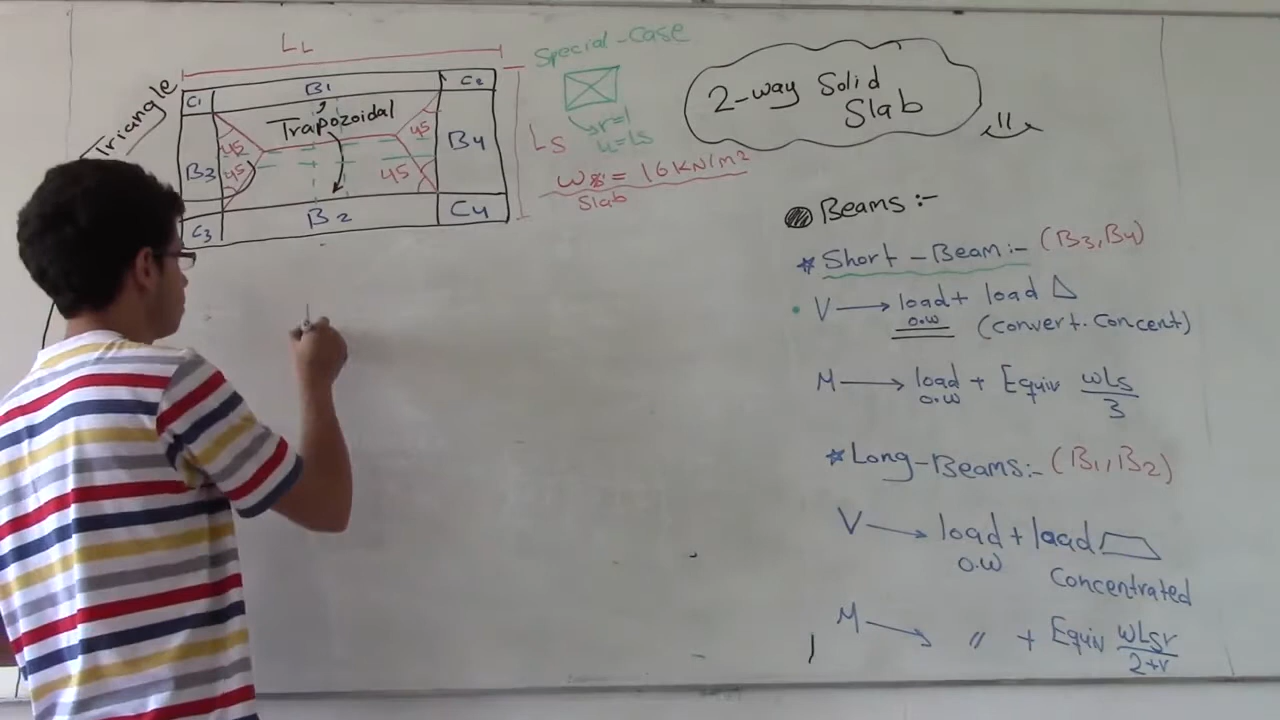 L_L
C1
B1
C2
Triangle
Trapozoidal
45
45
45
45
B3
B4
C3
B2
C4
Ls
Special-Case
r=1
LL=Ls
ws = 16 KN/m2
Slab
2-way Solid
Slab
Beams:-
* Short-Beam:- (B3, B4)
V → load + load
o.w (convert. Concent)
M → load + Equiv wLs/3
o.w
* Long-Beams:- (B1, B2)
V → load + load
o.w Concentrated
M → " + Equiv wLsr/2+r